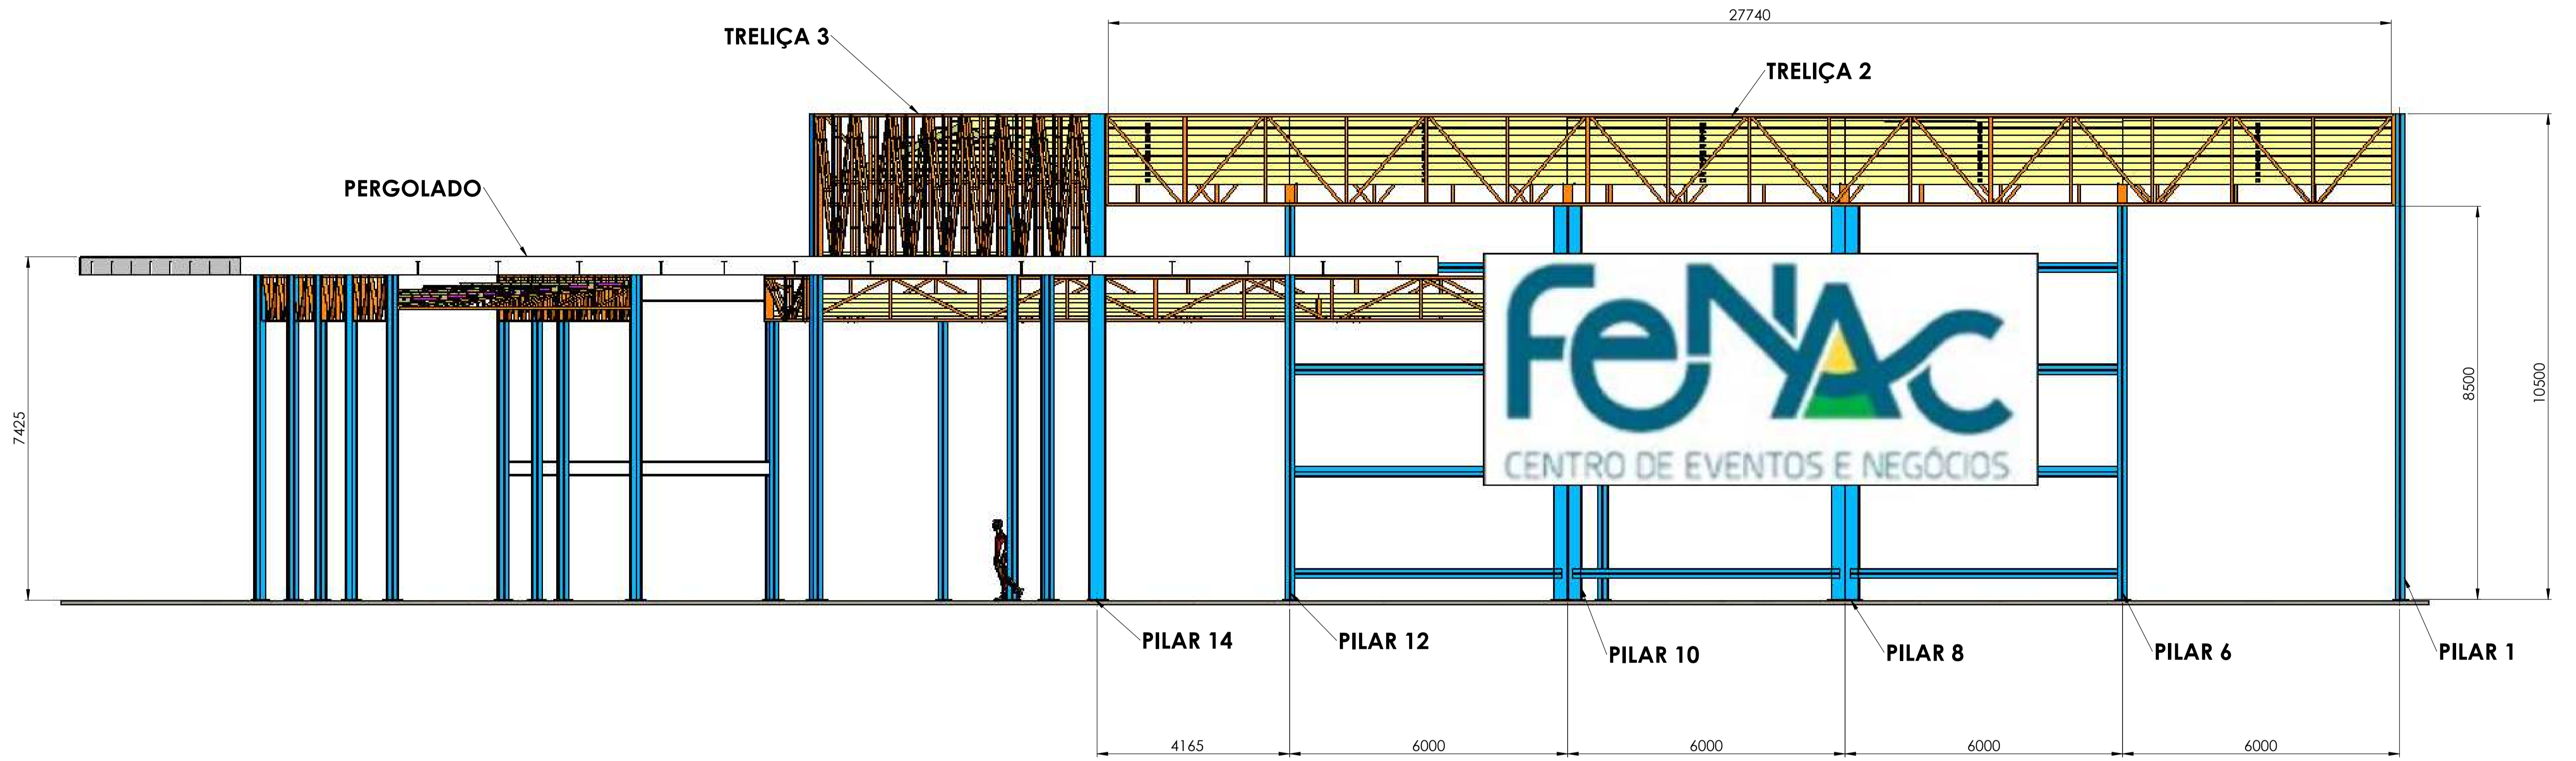 27740
TRELIÇA 3
TRELIÇA 2
PERGOLADO
7425
8500
10500
FeNAC
CENTRO DE EVENTOS E NEGÓCIOS
PILAR 14
PILAR 12
PILAR 10
PILAR 8
PILAR 6
PILAR 1
4165
6000
6000
6000
6000